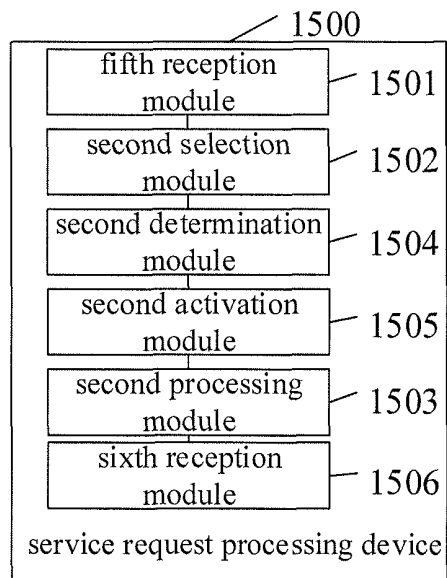 1500
fifth reception
module
1501
second selection
module
1502
second determination
module
1504
second activation
module
1505
second processing
module
1503
sixth reception
module
1506
service request processing device